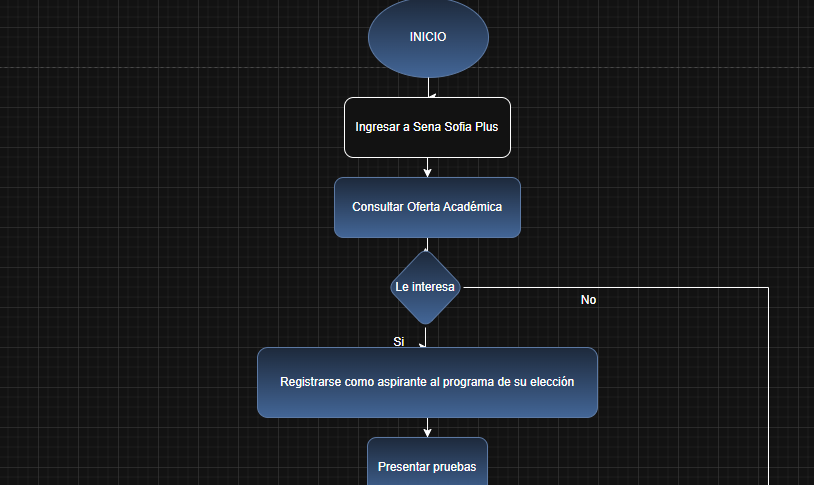 INICIO
Ingresar a Sena Sofia Plus
Consultar Oferta Académica
Le interesa
No
Si
Registrarse como aspirante al programa de su elección
Presentar pruebas